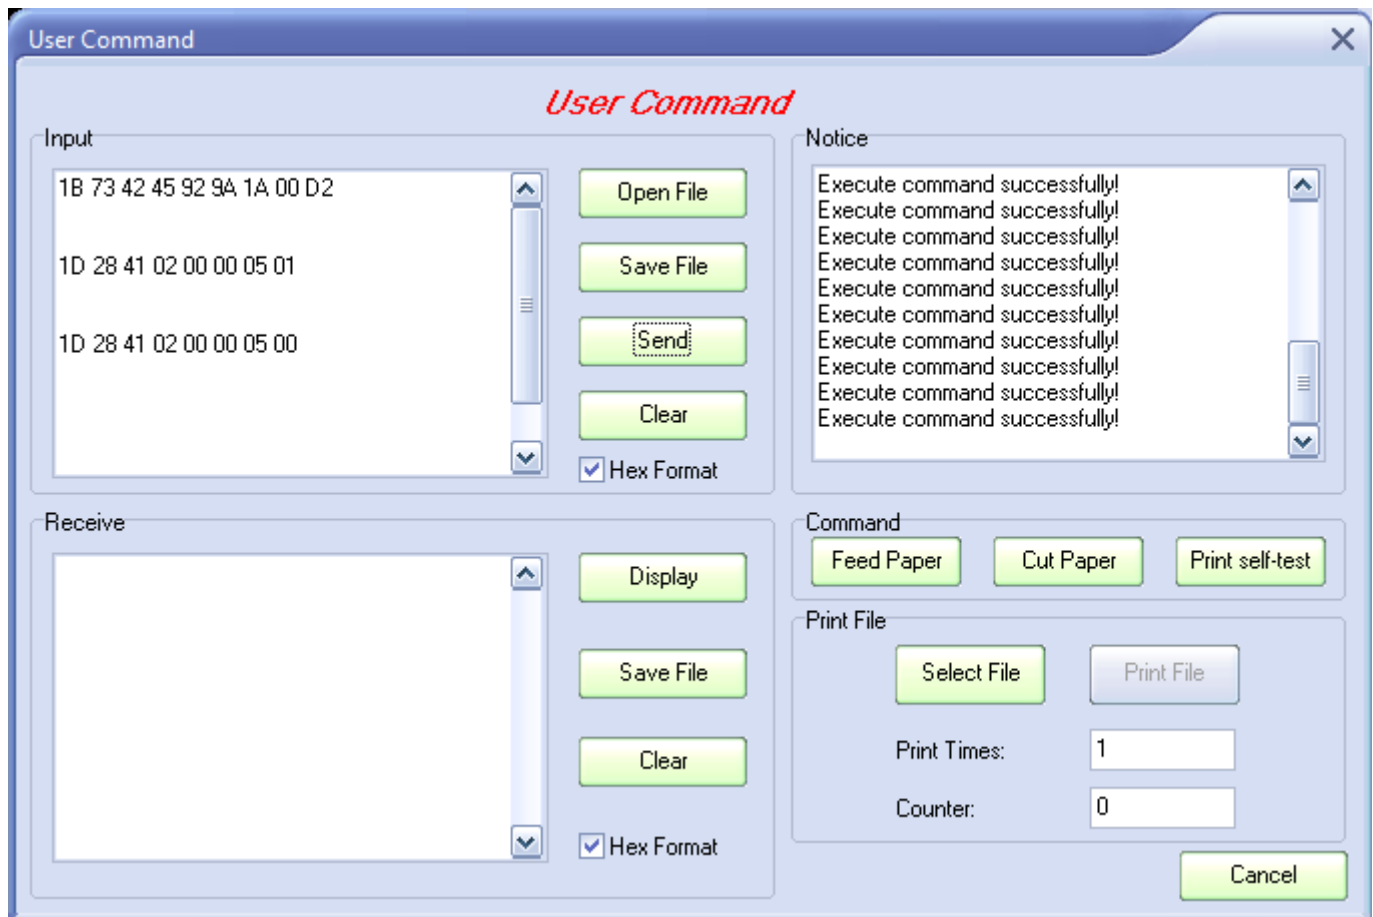 User Command
User Command
Input
1B 73 42 45 92 9A 1A 00 D2
1D 28 41 02 00 00 05 01
1D 28 41 02 00 00 05 00
Open File
Save File
Send
Clear
Hex Format
Notice
Execute command successfully!
Execute command successfully!
Execute command successfully!
Execute command successfully!
Execute command successfully!
Execute command successfully!
Execute command successfully!
Execute command successfully!
Execute command successfully!
Execute command successfully!
Receive
Display
Save File
Clear
Hex Format
Command
Feed Paper
Cut Paper
Print self-test
Print File
Select File
Print File
Print Times:
1
Counter:
0
Cancel